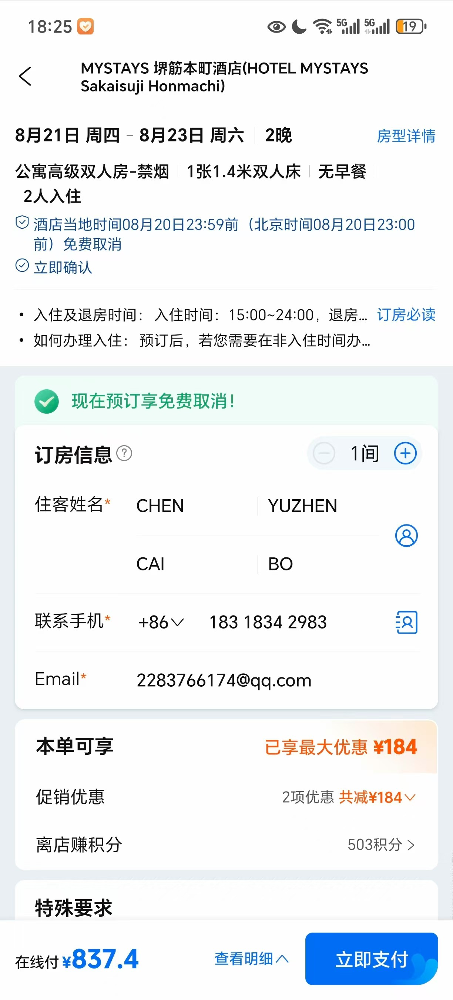 18:25
5G 5G 19
MYSTAYS 堺筋本町酒店(HOTEL MYSTAYS
Sakaisuji Honmachi)
8月21日 周四 - 8月23日 周六 2晚 房型详情
公寓高级双人房-禁烟 1张1.4米双人床 无早餐
2人入住
酒店当地时间08月20日23:59前（北京时间08月20日23:00
前）免费取消
立即确认
• 入住及退房时间： 入住时间：15:00~24:00，退房... 订房必读
• 如何办理入住： 预订后，若您需要在非入住时间办...
现在预订享免费取消！
订房信息 ? 1间
住客姓名* CHEN YUZHEN
CAI BO
联系手机* +86 183 1834 2983
Email* 2283766174@qq.com
本单可享 已享最大优惠 ¥184
促销优惠 2项优惠 共减¥184
离店赚积分 503积分
特殊要求
在线付 ¥837.4 查看明细 立即支付